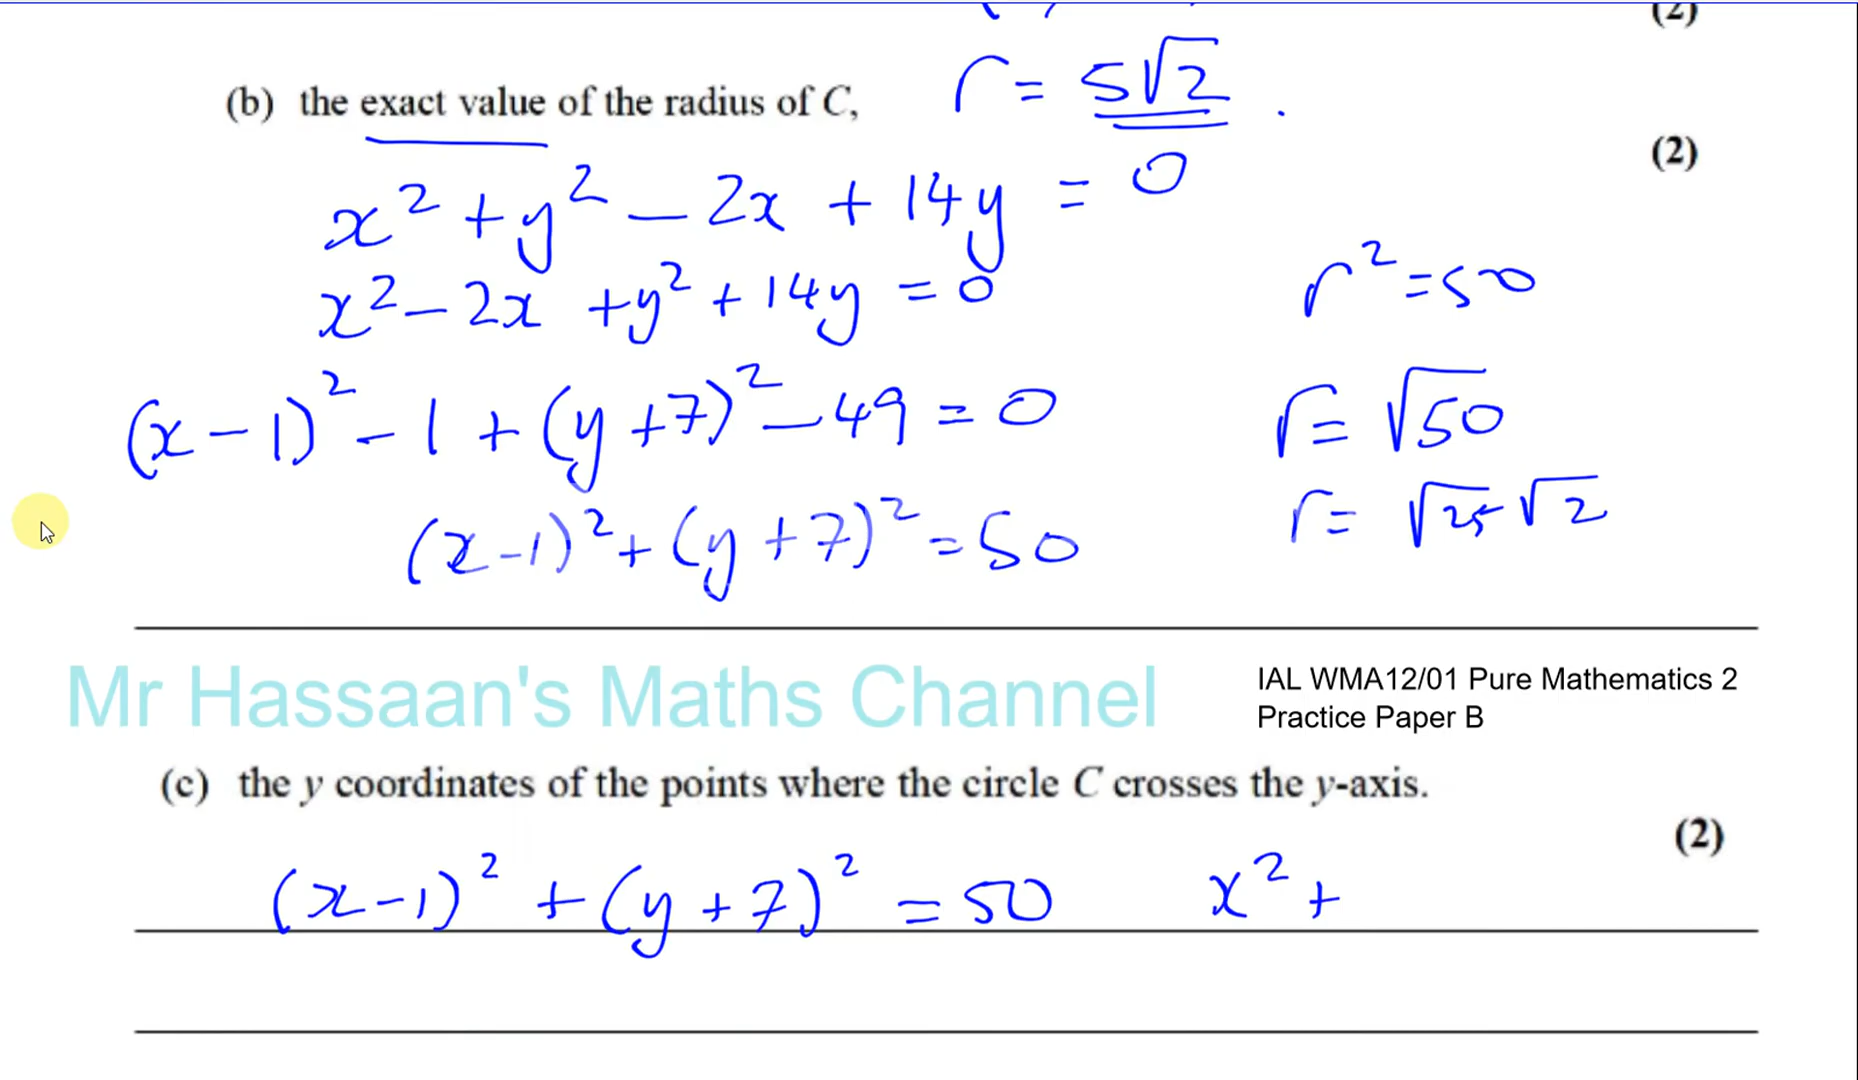 (2)
(b) the exact value of the radius of C, r = 5√2 .
(2)
x² + y² − 2x + 14y = 0
x² − 2x + y² + 14y = 0
r² = 50
(x − 1)² − 1 + (y + 7)² − 49 = 0
r = √50
(x − 1)² + (y + 7)² = 50
r = √25 √2
Mr Hassaan's Maths Channel
IAL WMA12/01 Pure Mathematics 2
Practice Paper B
(c) the y coordinates of the points where the circle C crosses the y-axis.
(2)
(x − 1)² + (y + 7)² = 50 x² +